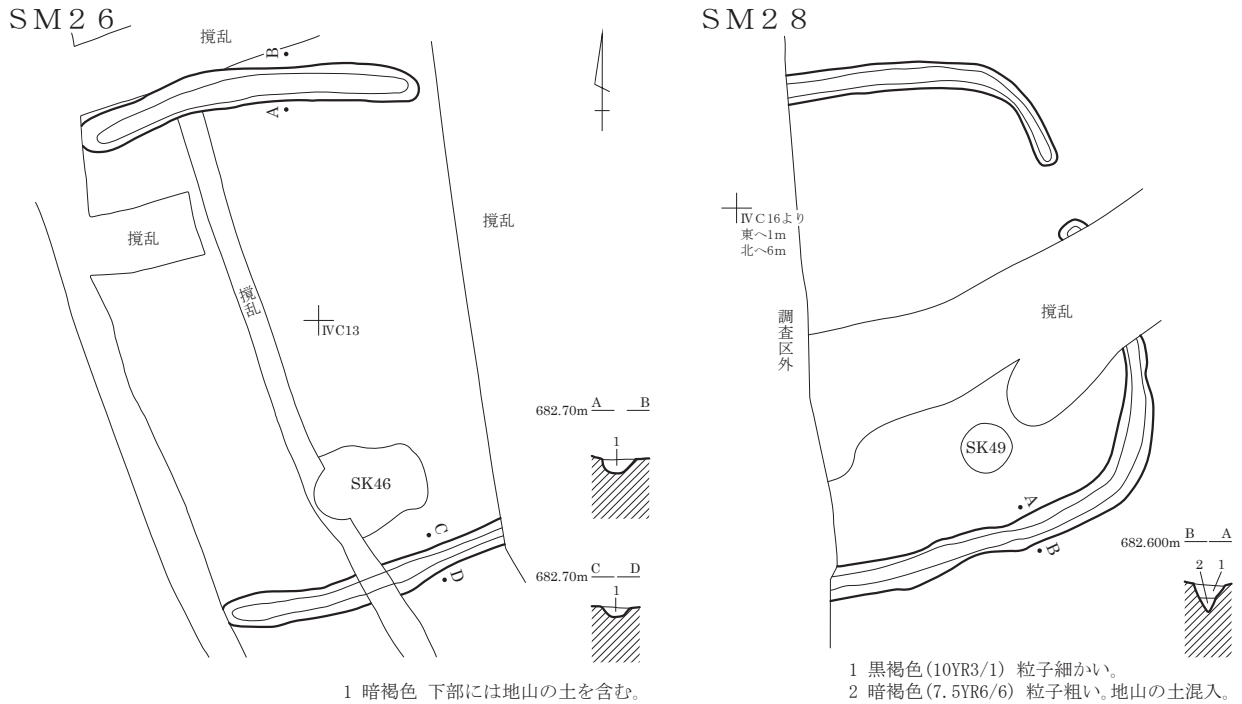 ＳＭ２６
撹乱
B
A
撹乱
撹乱
撹乱
ⅣC13
682.70m A B
1
SK46
C
D
682.70m C D
1
1 暗褐色 下部には地山の土を含む。
ＳＭ２８
ⅣC16より
東へ1m
北へ6m
撹乱
調査区外
SK49
A
B
682.600m B A
2 1
1 黒褐色(10YR3/1) 粒子細かい。
2 暗褐色(7.5YR6/6) 粒子粗い。地山の土混入。